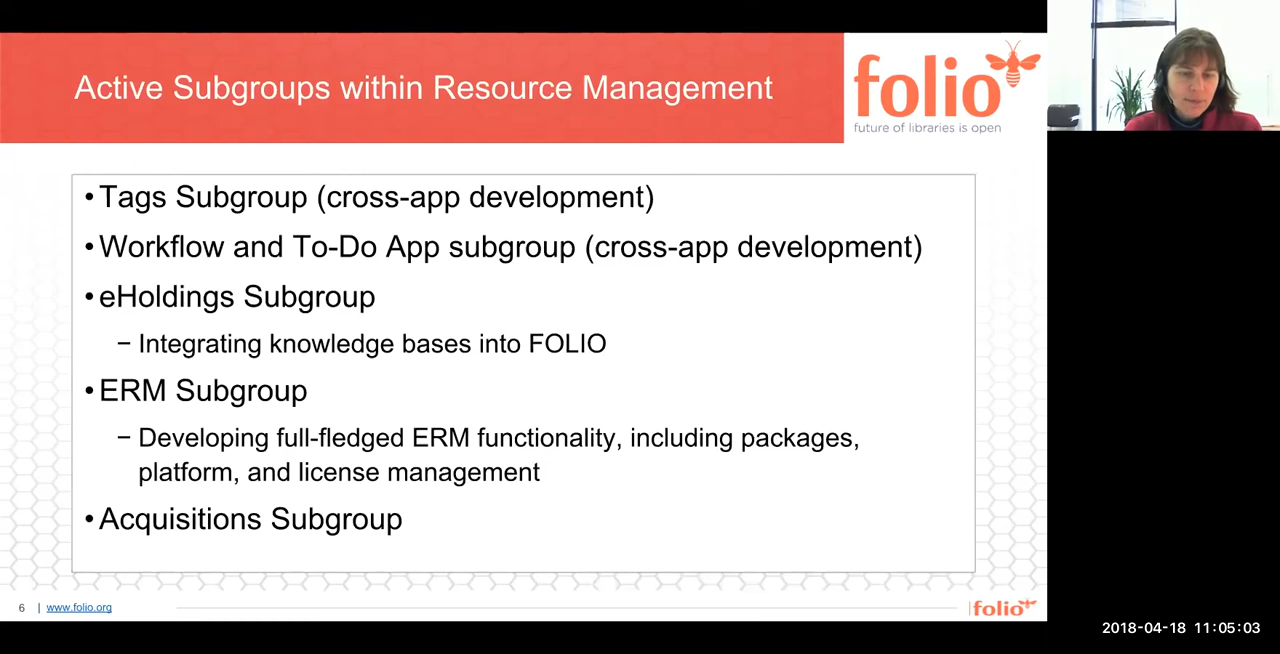 Active Subgroups within Resource Management
folio
future of libraries is open
•Tags Subgroup (cross-app development)
•Workflow and To-Do App subgroup (cross-app development)
•eHoldings Subgroup
– Integrating knowledge bases into FOLIO
•ERM Subgroup
– Developing full-fledged ERM functionality, including packages,
platform, and license management
•Acquisitions Subgroup
6 | www.folio.org
folio
2018-04-18 11:05:03